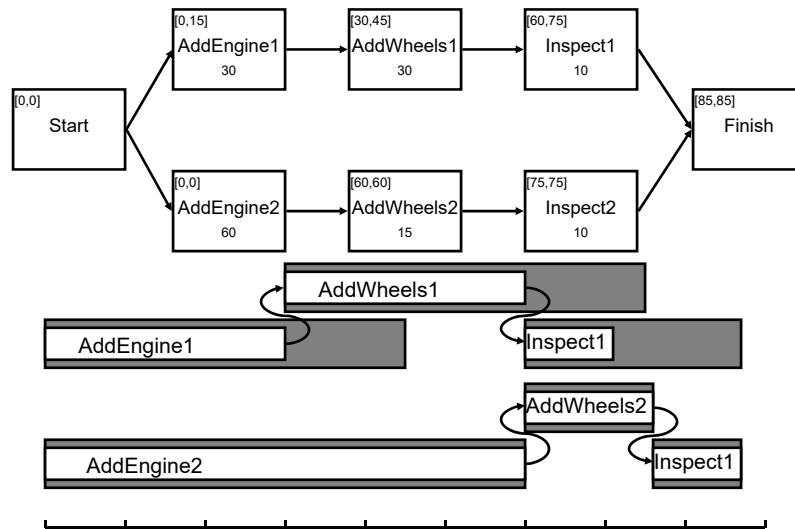 [0,15]
AddEngine1
30
[30,45]
AddWheels1
30
[60,75]
Inspect1
10
[0,0]
Start
[85,85]
Finish
[0,0]
AddEngine2
60
[60,60]
AddWheels2
15
[75,75]
Inspect2
10
AddWheels1
AddEngine1
Inspect1
AddWheels2
AddEngine2
Inspect1